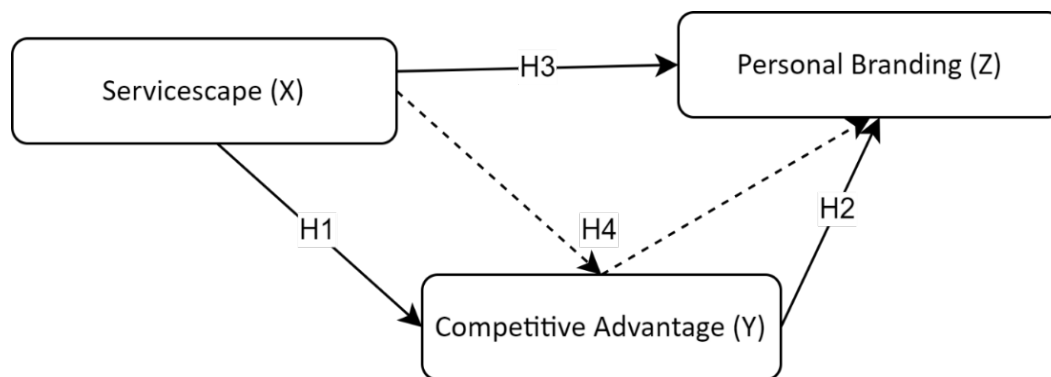 Personal Branding (Z)
Servicescape (X)
H3
H1
H4
H2
Competitive Advantage (Y)